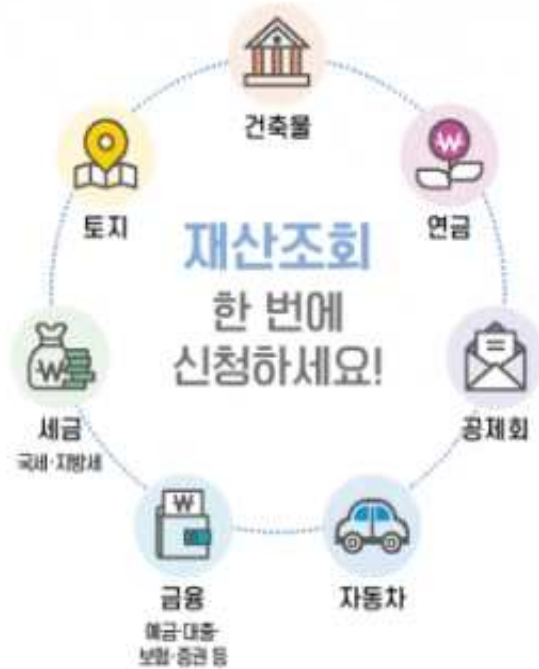 건축물
토지
연금
재산조회
한 번에
신청하세요!
세금
국세·지방세
공제회
금융
예금·대출·
보험·증권 등
자동차